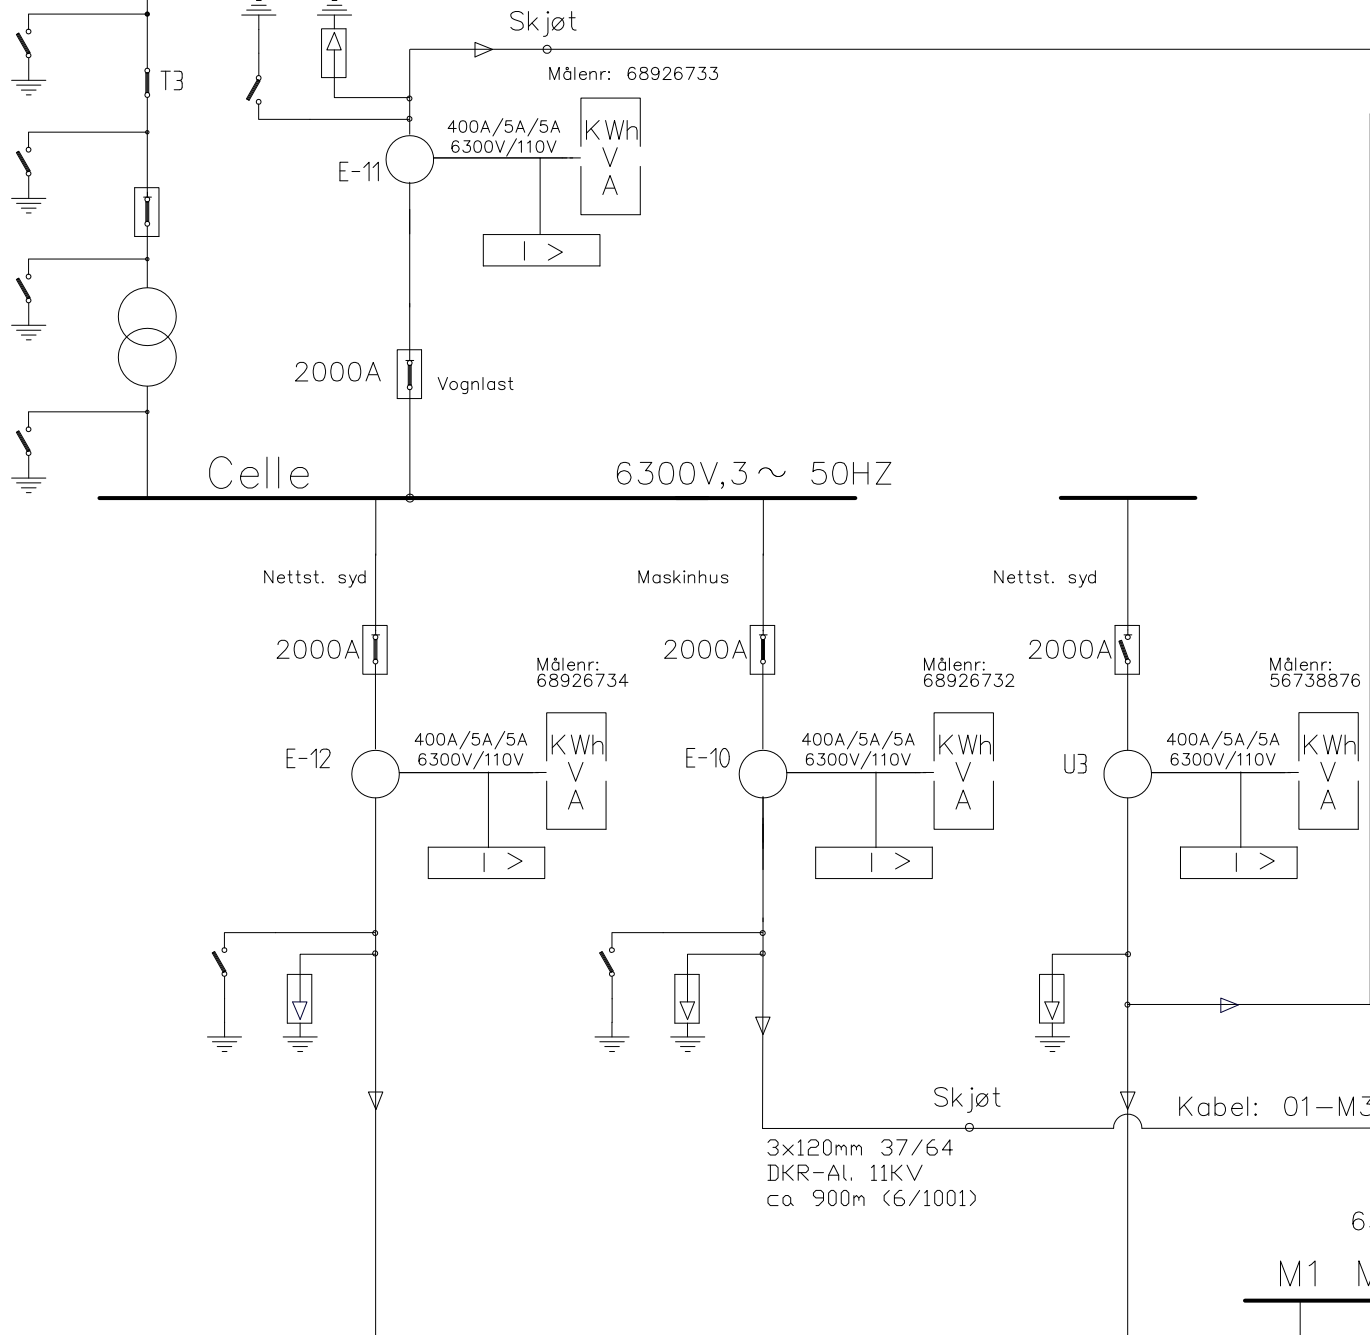 Skjøt
Målenr: 68926733
T3
400A/5A/5A
6300V/110V
KWh
V
A
E-11
I >
2000A
Vognlast
Celle
6300V,3~ 50HZ
Nettst. syd
Maskinhus
Nettst. syd
2000A
2000A
2000A
Målenr:
68926734
Målenr:
68926732
Målenr:
56738876
E-12
400A/5A/5A
6300V/110V
KWh
V
A
E-10
400A/5A/5A
6300V/110V
KWh
V
A
U3
400A/5A/5A
6300V/110V
KWh
V
A
I >
I >
I >
Skjøt
Kabel: 01-M3
3x120mm 37/64
DKR-AL. 11KV
ca 900m (6/1001)
6
M1